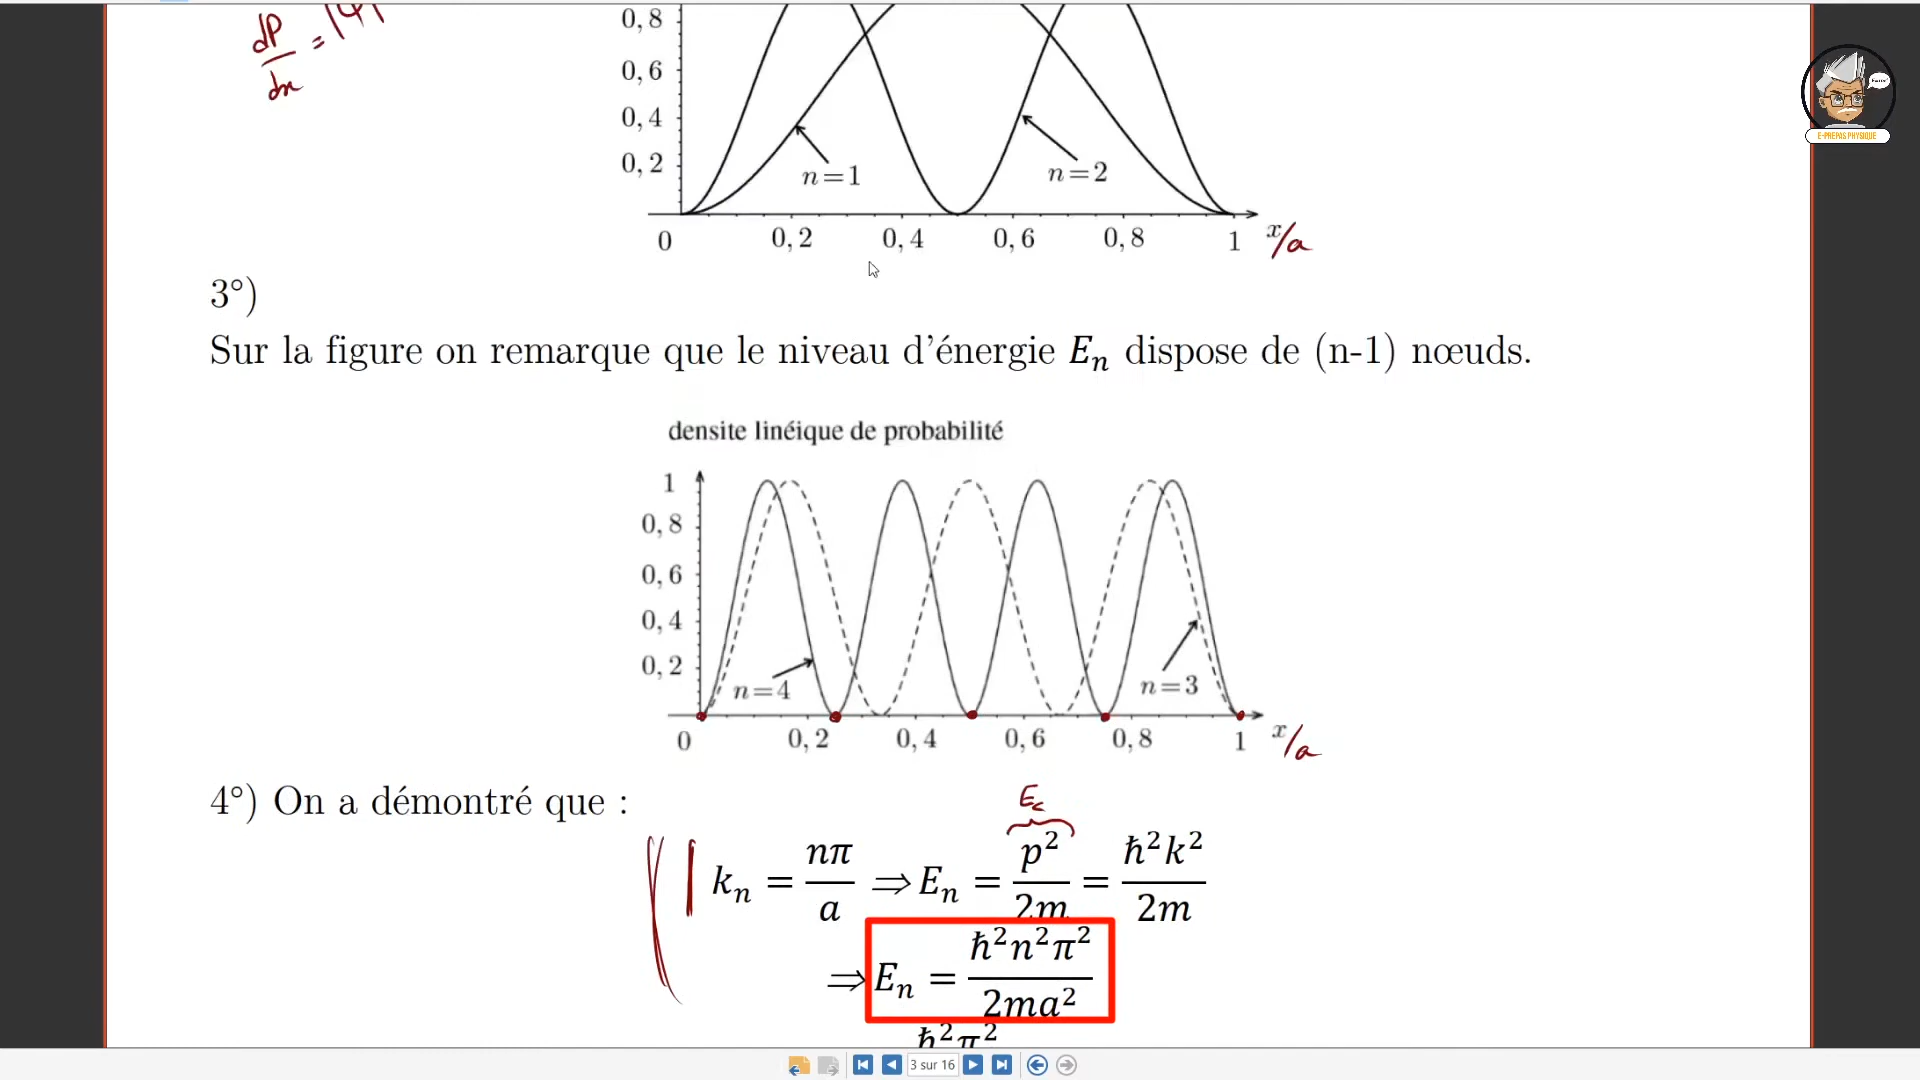 dP/dx = |Ψ|
0,8
0,6
0,4
0,2
n=1
n=2
0 0,2 0,4 0,6 0,8 1 x/a
3°)
Sur la figure on remarque que le niveau d'énergie Eₙ dispose de (n-1) nœuds.
densite linéique de probabilité
1
0,8
0,6
0,4
0,2
n=4
n=3
0 0,2 0,4 0,6 0,8 1 x/a
4°) On a démontré que :
E_c
kₙ = nπ/a ⟹ Eₙ = p²/2m = ℏ²k²/2m
⟹ Eₙ = ℏ²n²π²/2ma²
ℏ²π²
E-PREPAS PHYSIQUE
3 sur 16